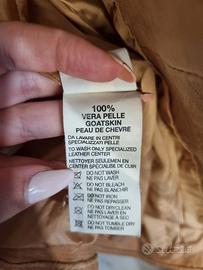 100%
VERA PELLE
GOATSKIN
PEAU DE CHEVRE
DA LAVARE IN CENTRI
SPECIALIZZATI PELLE
TO WASH ONLY SPECIALIZED
LEATHER CENTER
NETTOYER SEULEMENT EN
CENTER SPECIALISE DE CUIR
DO NOT WASH
NE PAS LAVER
DO NOT BLEACH
NE PAS BLANCHIR
DO NOT IRON
NE PAS REPASSER
DO NOT DRYCLEAN
NE PAS LAVER EN
NETTOYANT A SEC
DO NOT TUMBLE DRY
NE PAS TOMBER
subito